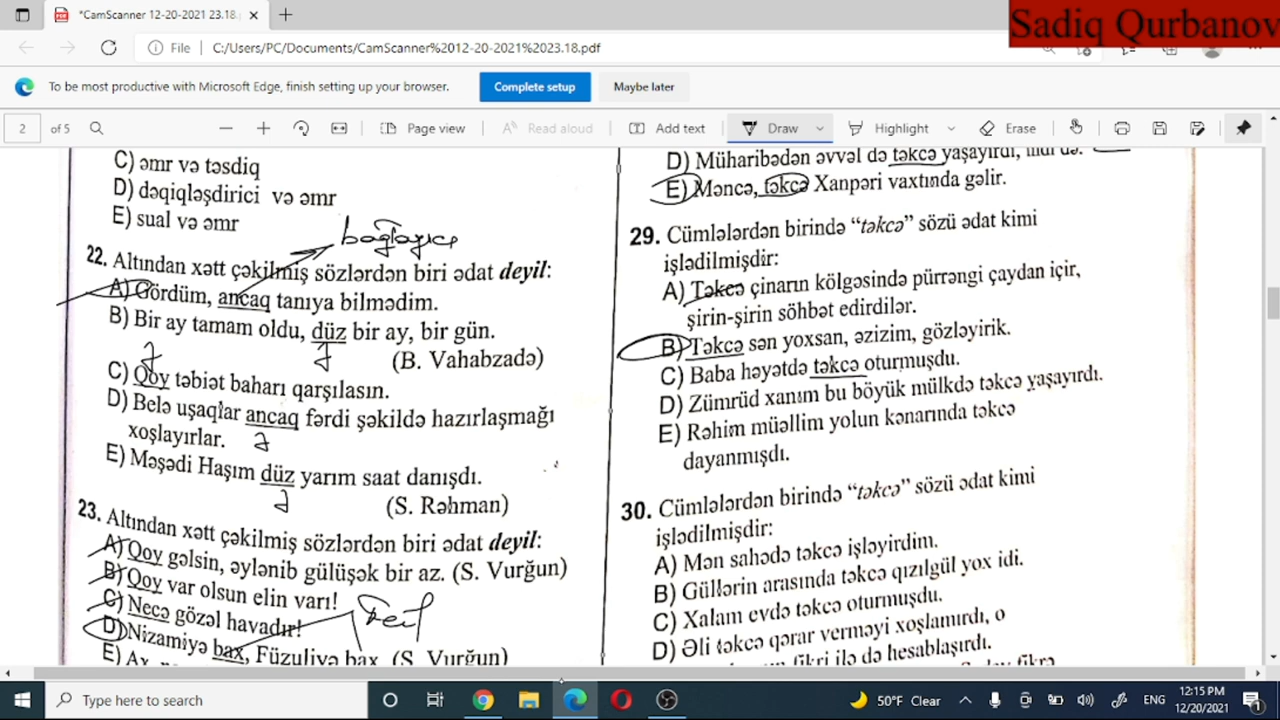 *CamScanner 12-20-2021 23.18.
Sadiq Qurbanov
File
C:/Users/PC/Documents/CamScanner%2012-20-2021%2023.18.pdf
To be most productive with Microsoft Edge, finish setting up your browser.
Complete setup
Maybe later
2 of 5
Page view
Read aloud
Add text
Draw
Highlight
Erase
C) əmr və təsdiq
D) dəqiqləşdirici və əmr
E) sual və əmr
bağlayıcı
22. Altından xətt çəkilmiş sözlərdən biri ədat deyil:
A) Gördüm, ancaq tanıya bilmədim.
B) Bir ay tamam oldu, düz bir ay, bir gün.
(B. Vahabzadə)
C) Qoy təbiət baharı qarşılasın.
D) Belə uşaqlar ancaq fərdi şəkildə hazırlaşmağı
xoşlayırlar.
E) Məşədi Haşım düz yarım saat danışdı.
(S. Rəhman)
23. Altından xətt çəkilmiş sözlərdən biri ədat deyil:
A) Qoy gəlsin, əylənib gülüşək bir az. (S. Vurğun)
B) Qoy var olsun elin varı!
C) Necə gözəl havadır!
feil
D) Nizamiyə bax, Füzuliyə bax (S. Vurğun)
D) Müharibədən əvvəl də təkcə yaşayırdı, indi də.
E) Məncə, təkcə Xanpəri vaxtında gəlir.
29. Cümlələrdən birində “təkcə” sözü ədat kimi
işlədilmişdir:
A) Təkcə çinarın kölgəsində pürrəngi çaydan içir,
şirin-şirin söhbət edirdilər.
B) Təkcə sən yoxsan, əzizim, gözləyirik.
C) Baba həyətdə təkcə oturmuşdu.
D) Zümrüd xanım bu böyük mülkdə təkcə yaşayırdı.
E) Rəhim müəllim yolun kənarında təkcə
dayanmışdı.
30. Cümlələrdən birində “təkcə” sözü ədat kimi
işlədilmişdir:
A) Mən sahədə təkcə işləyirdim.
B) Güllərin arasında təkcə qızılgül yox idi.
C) Xalam evdə təkcə oturmuşdu.
D) Əli təkcə qərar verməyi xoşlamırdı, o
fikri ilə də hesablaşırdı.
Type here to search
50°F Clear
ENG
12:15 PM
12/20/2021
1